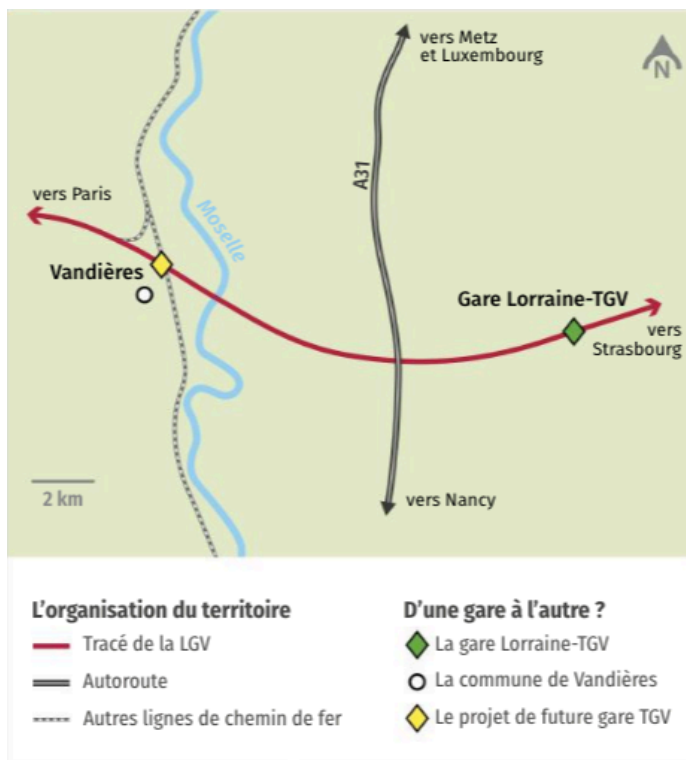 vers Metz
et Luxembourg
N
A31
vers Paris
Moselle
Vandières
Gare Lorraine-TGV
vers
Strasbourg
2 km
vers Nancy
L'organisation du territoire
Tracé de la LGV
Autoroute
Autres lignes de chemin de fer
D'une gare à l'autre ?
La gare Lorraine-TGV
La commune de Vandières
Le projet de future gare TGV